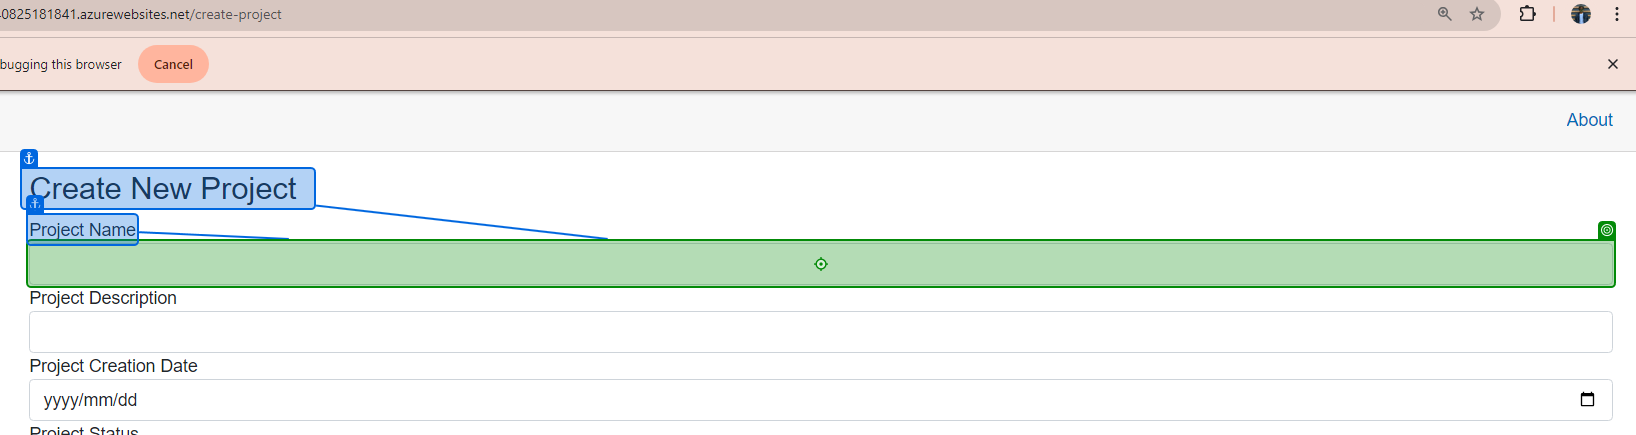 0825181841.azurewebsites.net/create-project
bugging this browser
Cancel
About
Create New Project
Project Name
Project Description
Project Creation Date
yyyy/mm/dd
Project Status